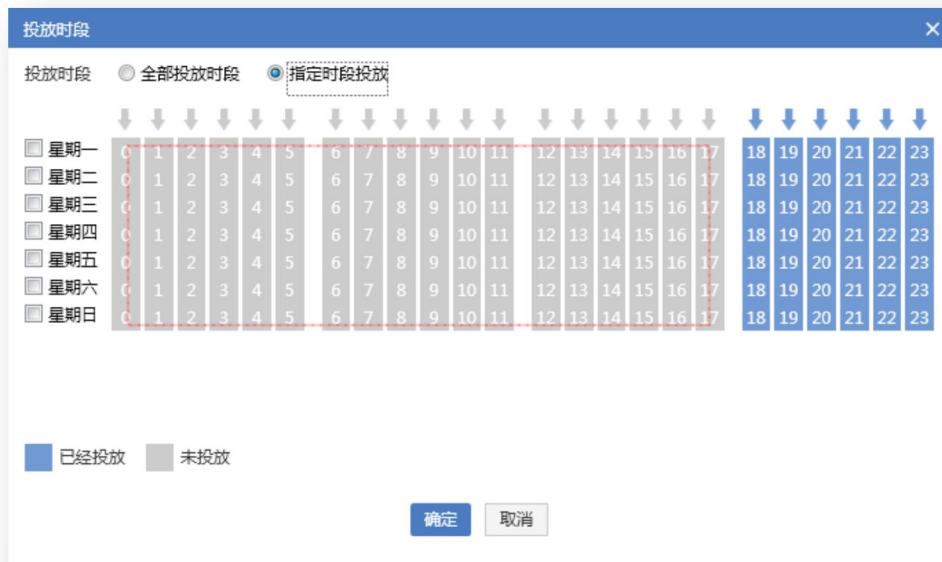 投放时段
投放时段 全部投放时段 指定时段投放
星期一 0 1 2 3 4 5 6 7 8 9 10 11 12 13 14 15 16 17 18 19 20 21 22 23
星期二 0 1 2 3 4 5 6 7 8 9 10 11 12 13 14 15 16 17 18 19 20 21 22 23
星期三 0 1 2 3 4 5 6 7 8 9 10 11 12 13 14 15 16 17 18 19 20 21 22 23
星期四 0 1 2 3 4 5 6 7 8 9 10 11 12 13 14 15 16 17 18 19 20 21 22 23
星期五 0 1 2 3 4 5 6 7 8 9 10 11 12 13 14 15 16 17 18 19 20 21 22 23
星期六 0 1 2 3 4 5 6 7 8 9 10 11 12 13 14 15 16 17 18 19 20 21 22 23
星期日 0 1 2 3 4 5 6 7 8 9 10 11 12 13 14 15 16 17 18 19 20 21 22 23
已经投放 未投放
确定 取消